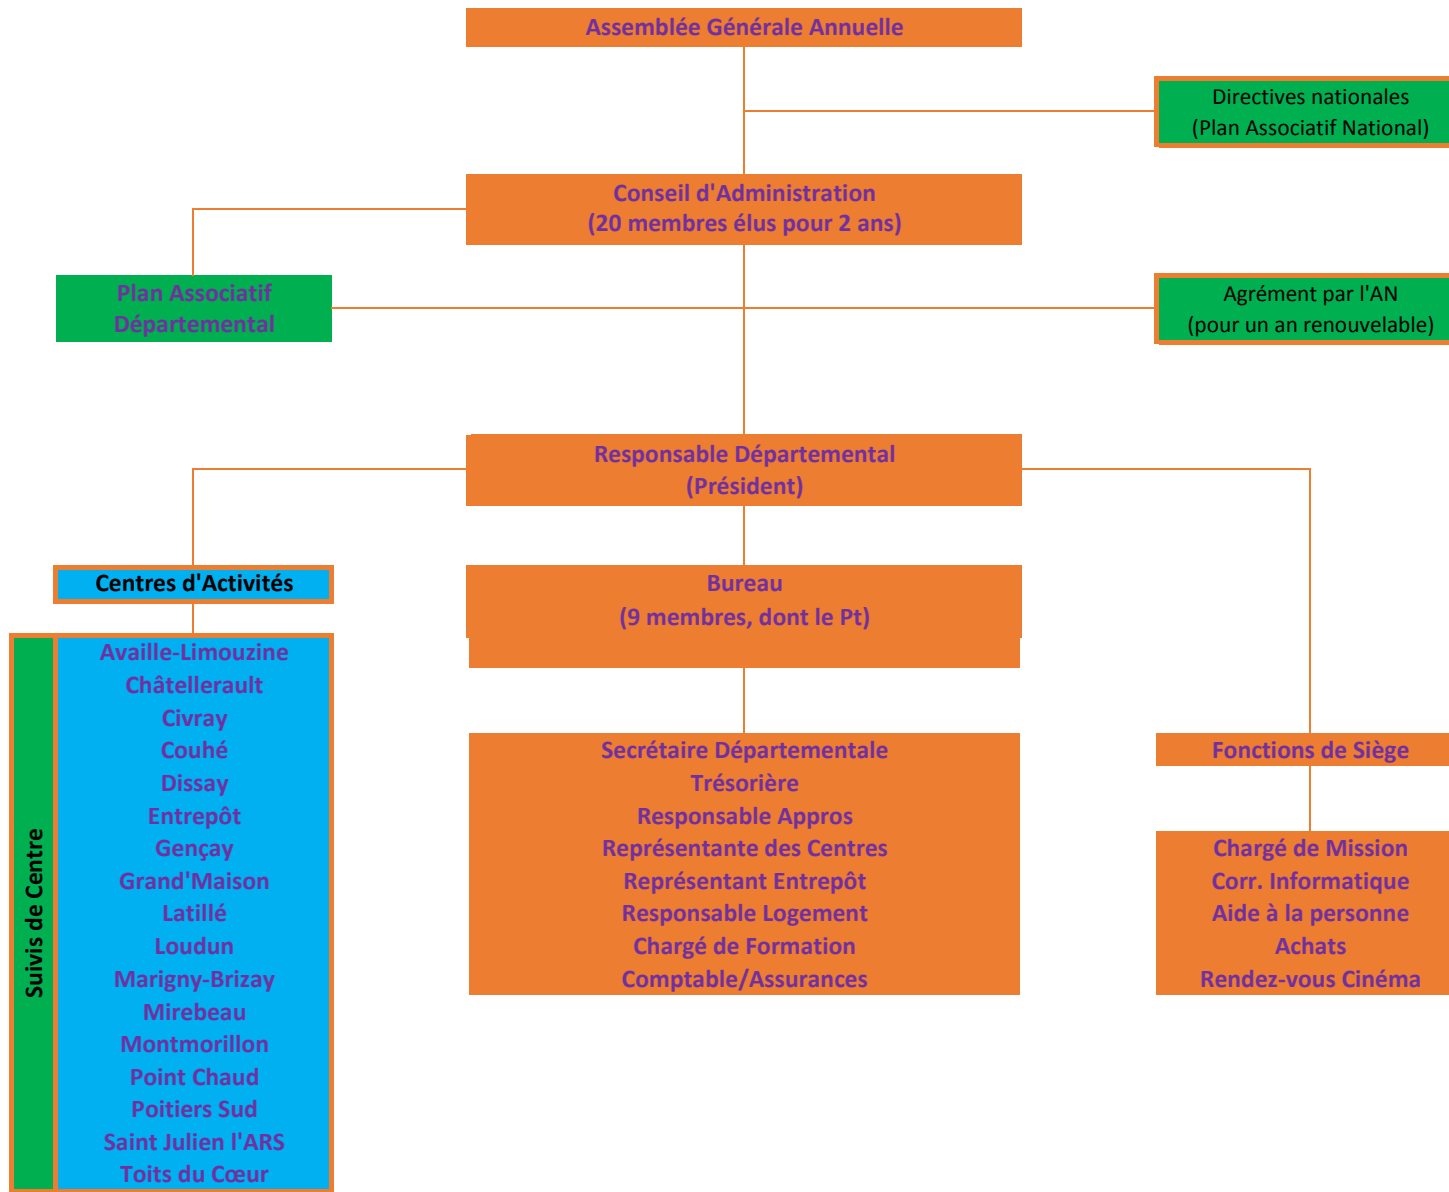 Assemblée Générale Annuelle
Directives nationales
(Plan Associatif National)
Conseil d'Administration
(20 membres élus pour 2 ans)
Plan Associatif
Départemental
Agrément par l'AN
(pour un an renouvelable)
Responsable Départemental
(Président)
Centres d'Activités
Bureau
(9 membres, dont le Pt)
Suivis de Centre
Availle-Limouzine
Châtellerault
Civray
Couhé
Dissay
Entrepôt
Gençay
Grand'Maison
Latillé
Loudun
Marigny-Brizay
Mirebeau
Montmorillon
Point Chaud
Poitiers Sud
Saint Julien l'ARS
Toits du Cœur
Secrétaire Départementale
Trésorière
Responsable Appros
Représentante des Centres
Représentant Entrepôt
Responsable Logement
Chargé de Formation
Comptable/Assurances
Fonctions de Siège
Chargé de Mission
Corr. Informatique
Aide à la personne
Achats
Rendez-vous Cinéma